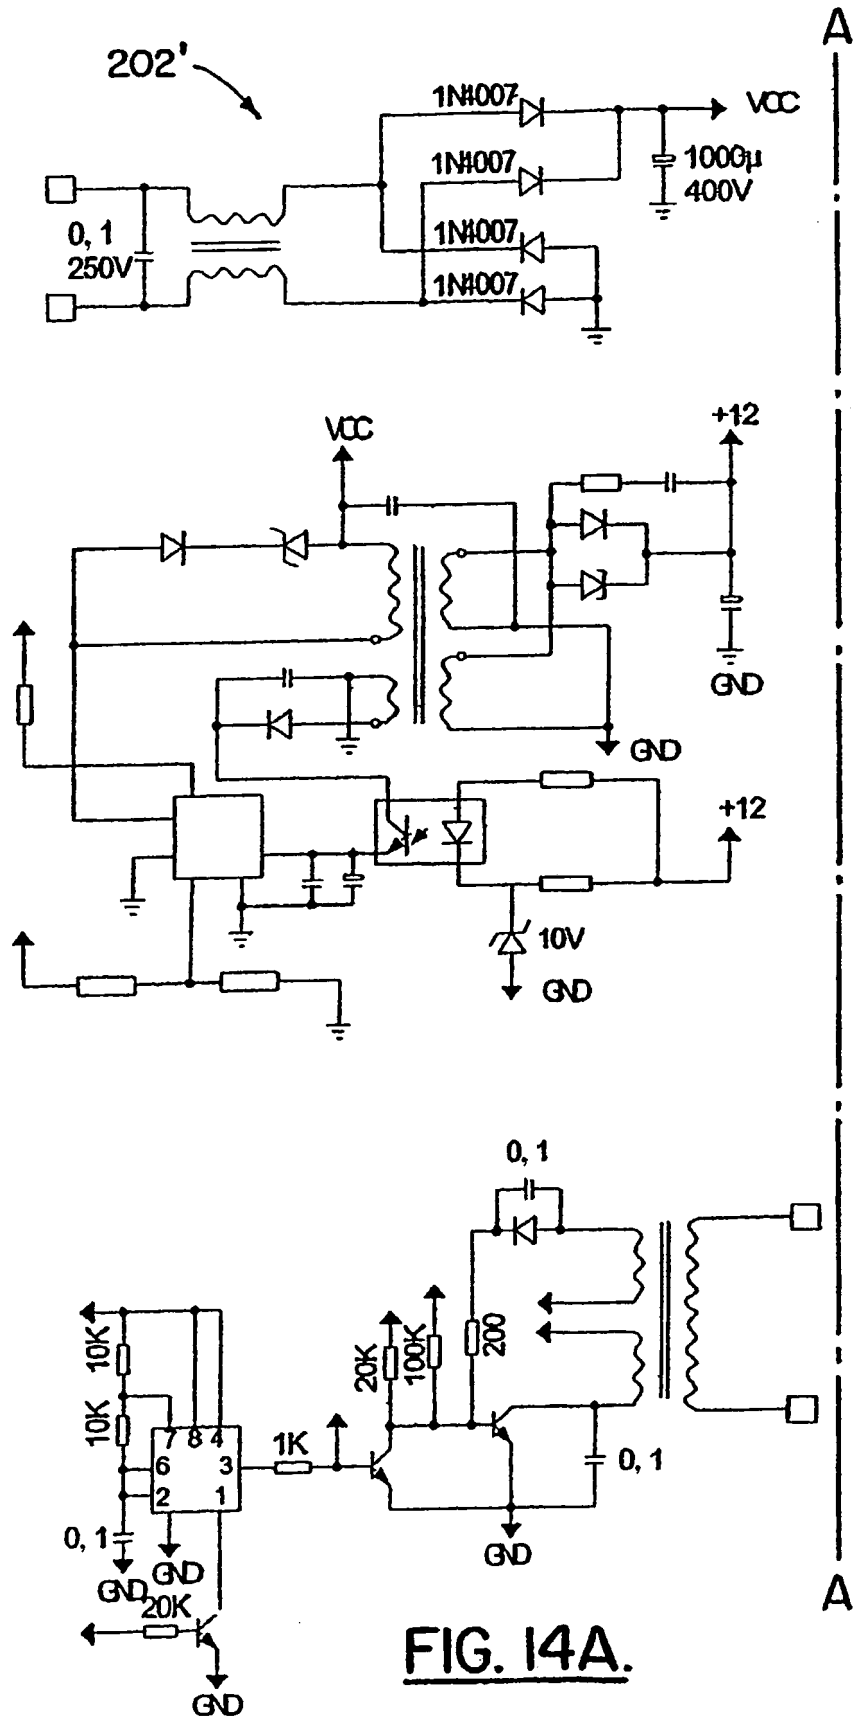 A
202'
1N4007
VCC
1N4007
1000µ
400V
0, 1
250V
1N4007
1N4007
+12
VCC
GND
GND
+12
10V
GND
0, 1
10K
20K
100K
200
10K
7 8 4
6 3
2 1
1K
0, 1
0, 1
GND
GND
GND
20K
GND
A
FIG. 14A.